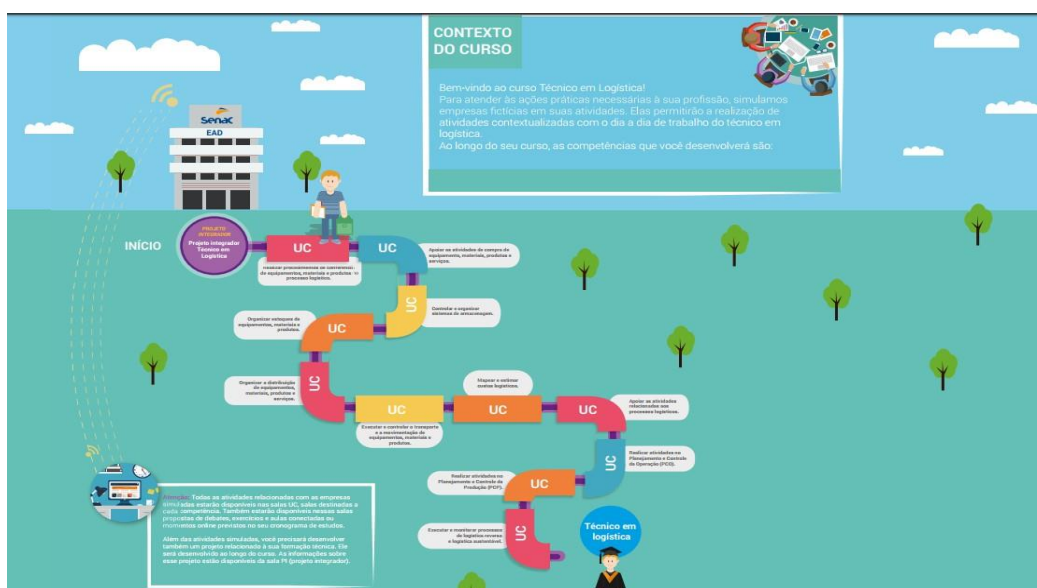 CONTEXTO
DO CURSO
Bem-vindo ao curso Técnico em Logística!
Para atender às ações práticas necessárias à sua profissão, simulamos
empresas fictícias em suas atividades. Elas permitirão a realização de
atividades contextualizadas com o dia a dia de trabalho do técnico em
logística.
Ao longo do seu curso, as competências que você desenvolverá são:
Senac
EAD
INÍCIO
PROJETO
INTEGRADOR
Projeto integrador
Técnico em
Logística
UC
de equipamentos, materiais e produtos no
processo logístico.
UC
Apoiar as atividades de compra de
equipamento, materiais, produtos e
serviços.
UC
Controlar e organizar
sistemas de armazenagem.
UC
Organizar estoques de
equipamentos, materiais e
produtos.
UC
Organizar a distribuição
de equipamentos,
materiais, produtos e
serviços.
UC
Executar e controlar o transporte
e a movimentação de
equipamentos, materiais e
produtos.
UC
Mapear e estimar
custos logísticos.
UC
Apoiar as atividades
relacionadas aos
processos logísticos.
UC
Realizar atividades no
Planejamento e Controle
da Operação (PCO).
UC
Realizar atividades no
Planejamento e Controle da
Produção (PCP).
UC
Executar e monitorar processos
de logística reversa
e logística sustentável.
Técnico em
logística
Atenção: Todas as atividades relacionadas com as empresas
simuladas estarão disponíveis nas salas UC, salas destinadas a
cada competência. Também estarão disponíveis nessas salas
propostas de debates, exercícios e aulas conectadas ou
momentos online previstos no seu cronograma de estudos.
Além das atividades simuladas, você precisará desenvolver
também um projeto relacionado à sua formação técnica. Ele
será desenvolvido ao longo do curso. As informações sobre
esse projeto estão disponíveis da sala PI (projeto integrador).